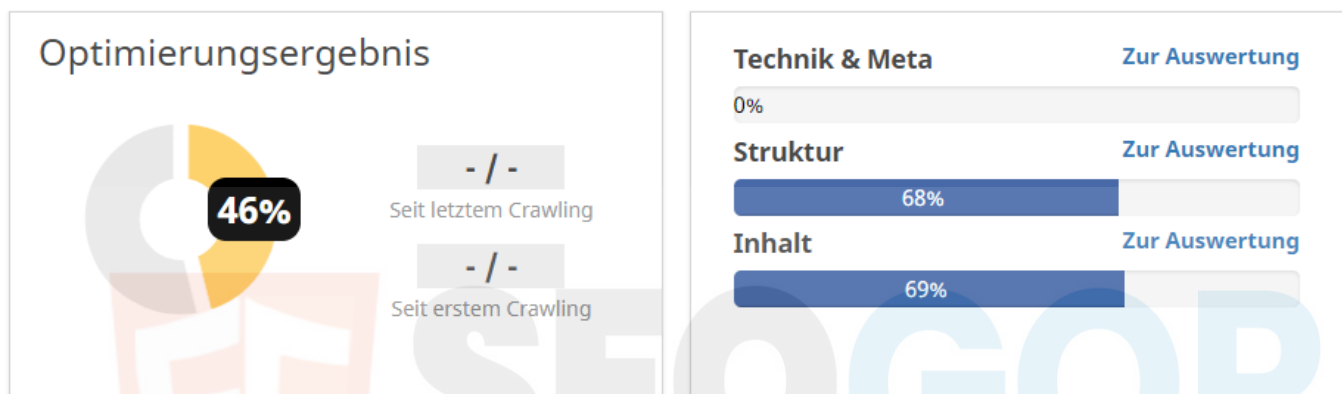 Optimierungsergebnis
46%
- / -
Seit letztem Crawling
- / -
Seit erstem Crawling
Technik & Meta Zur Auswertung
0%
Struktur Zur Auswertung
68%
Inhalt Zur Auswertung
69%